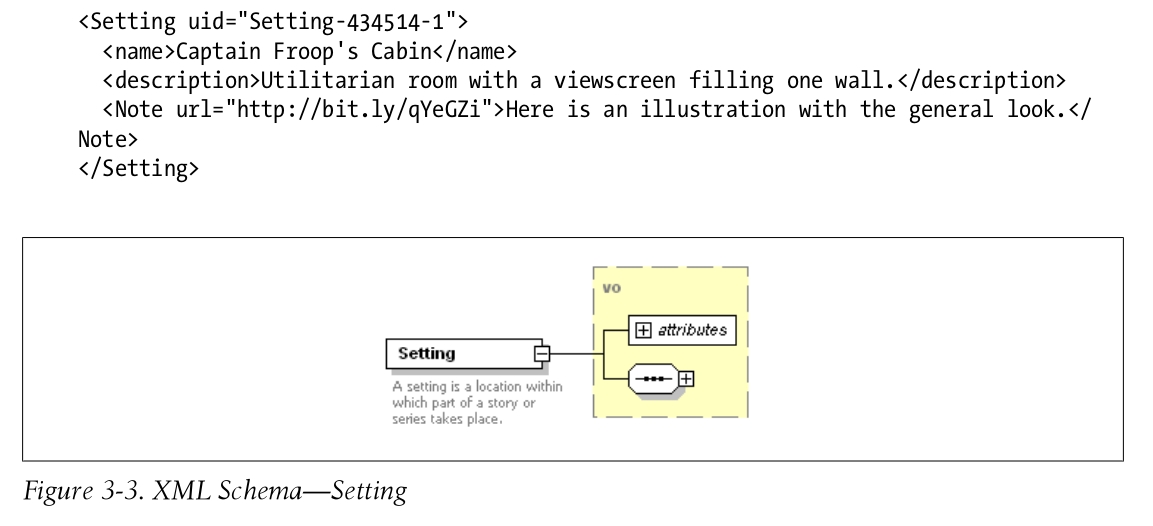 <Setting uid="Setting-434514-1">
<name>Captain Froop's Cabin</name>
<description>Utilitarian room with a viewscreen filling one wall.</description>
<Note url="http://bit.ly/qYeGZi">Here is an illustration with the general look.</
Note>
</Setting>
vo
attributes
Setting
A setting is a location within
which part of a story or
series takes place.
Figure 3-3. XML Schema—Setting